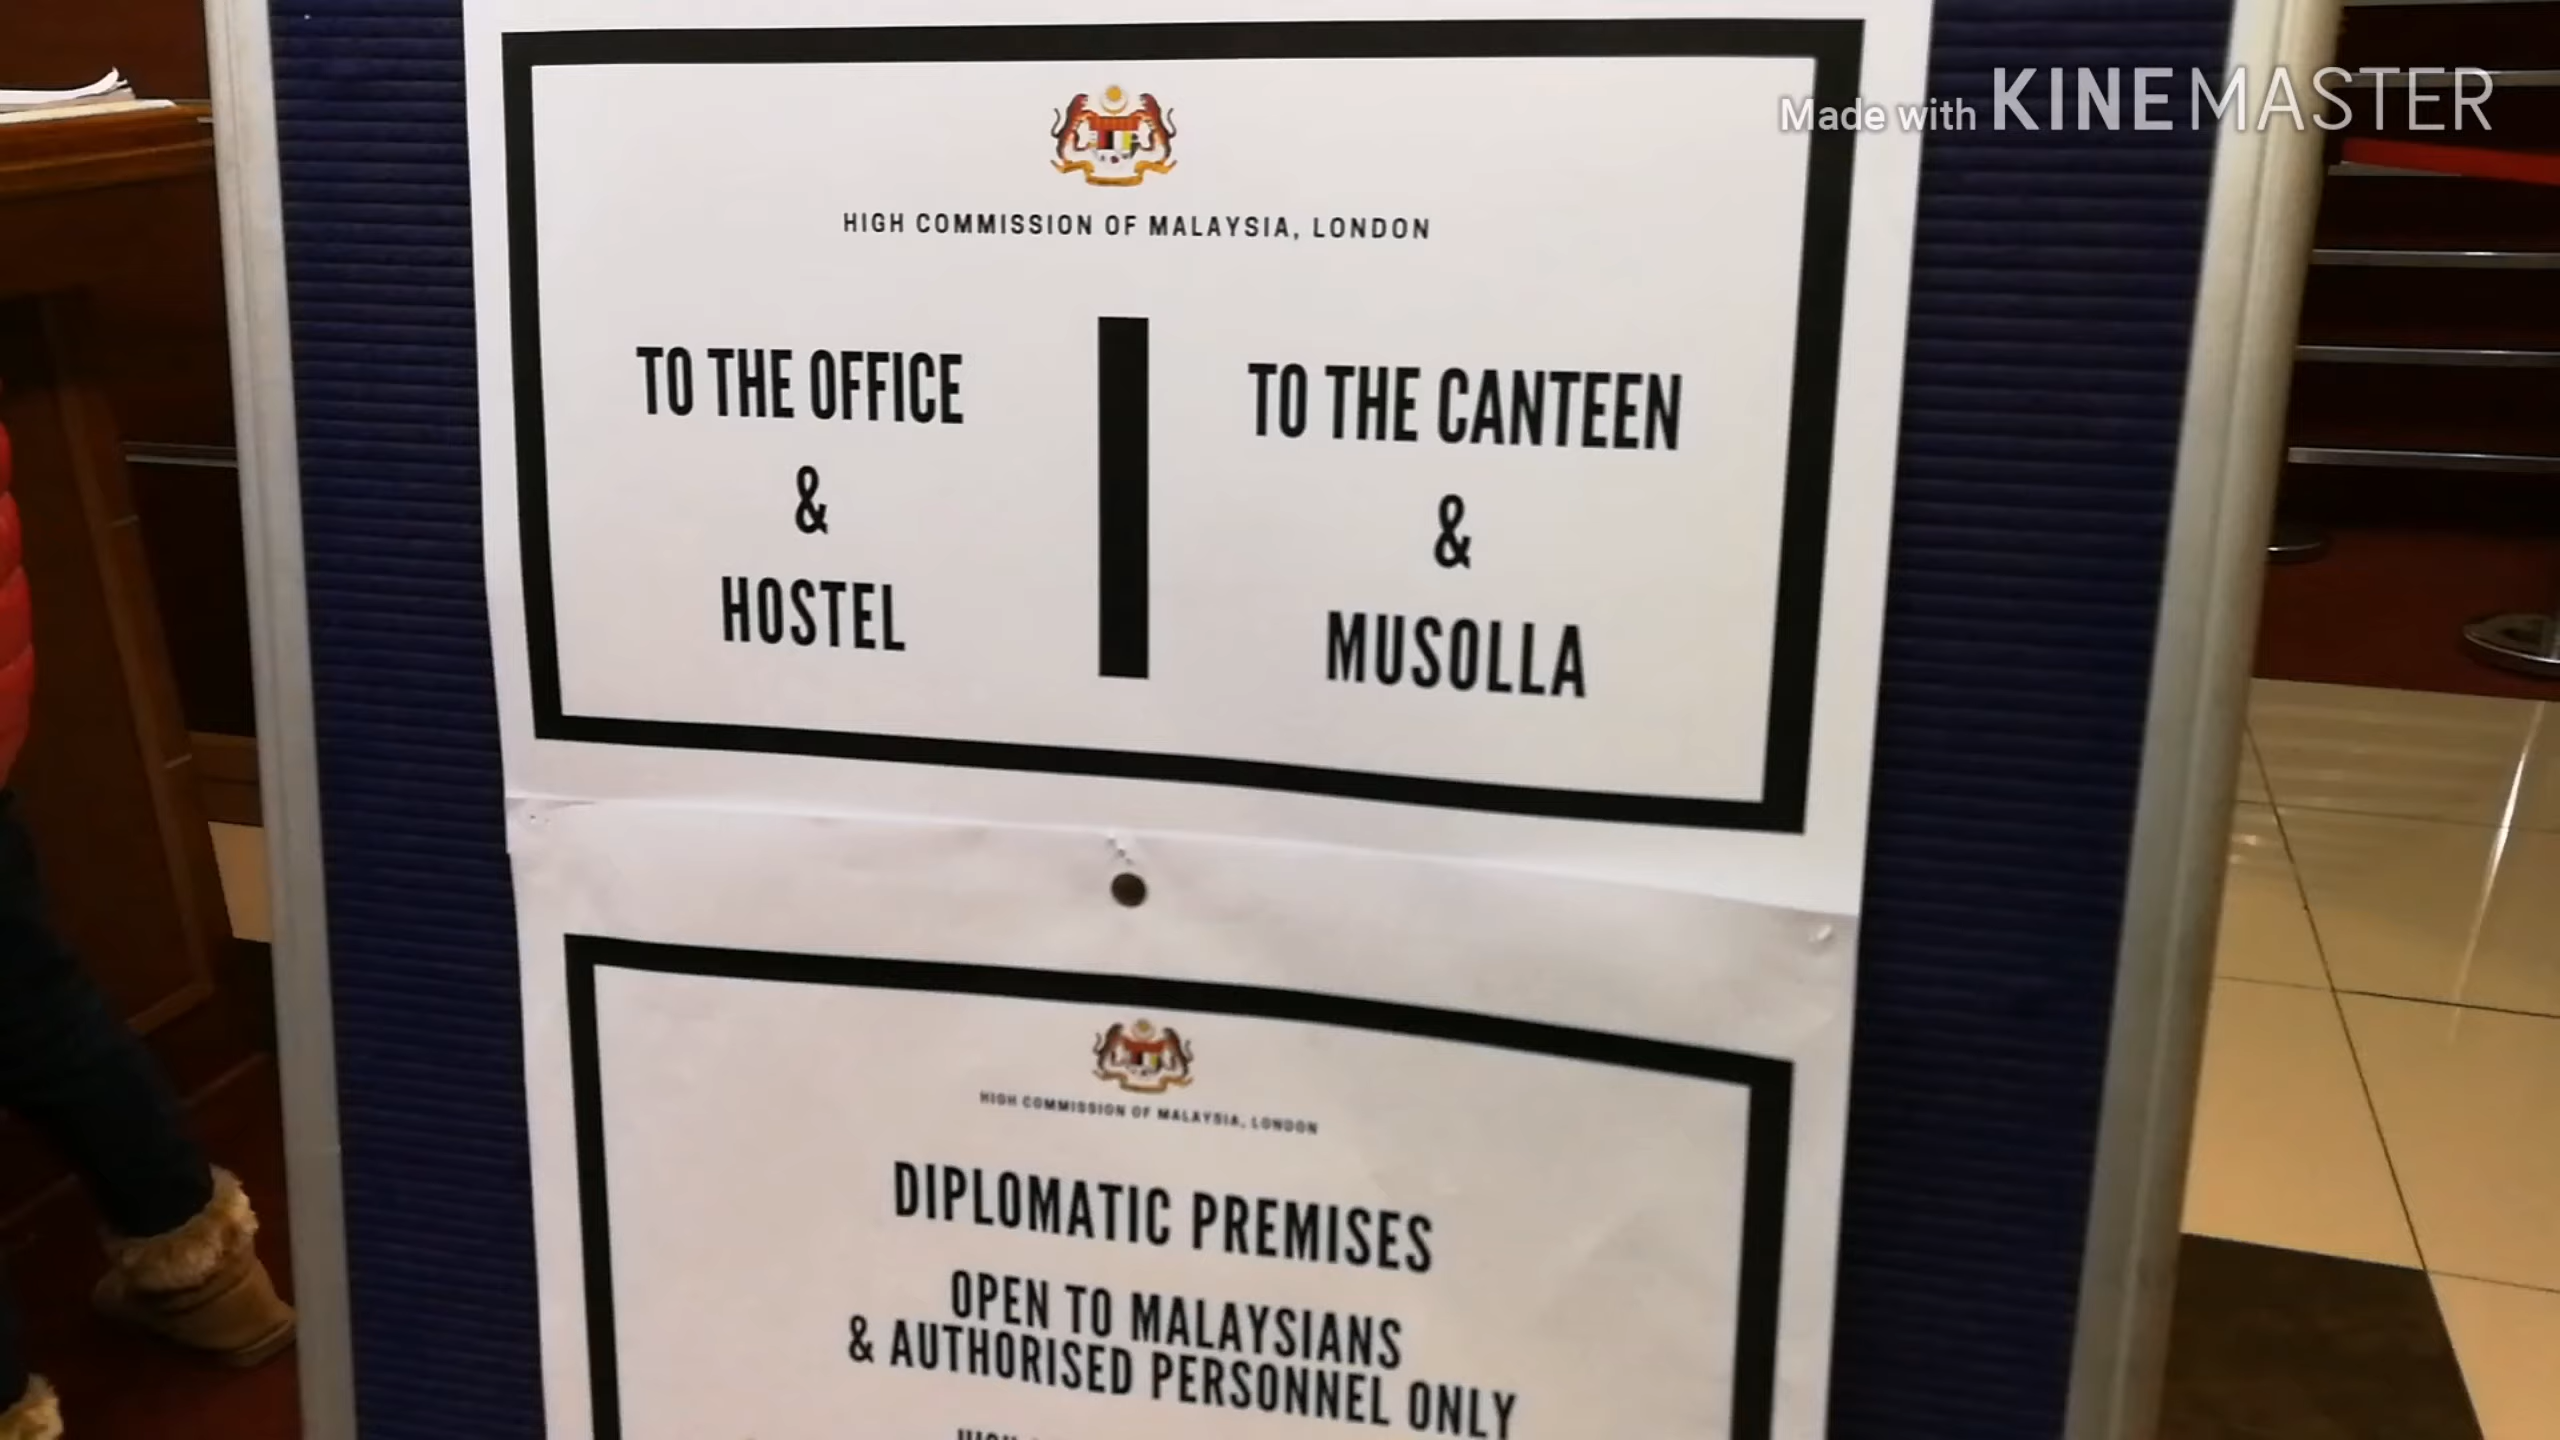 Made with KINEMASTER
HIGH COMMISSION OF MALAYSIA, LONDON
TO THE OFFICE
&
HOSTEL
TO THE CANTEEN
&
MUSOLLA
HIGH COMMISSION OF MALAYSIA, LONDON
DIPLOMATIC PREMISES
OPEN TO MALAYSIANS
& AUTHORISED PERSONNEL ONLY